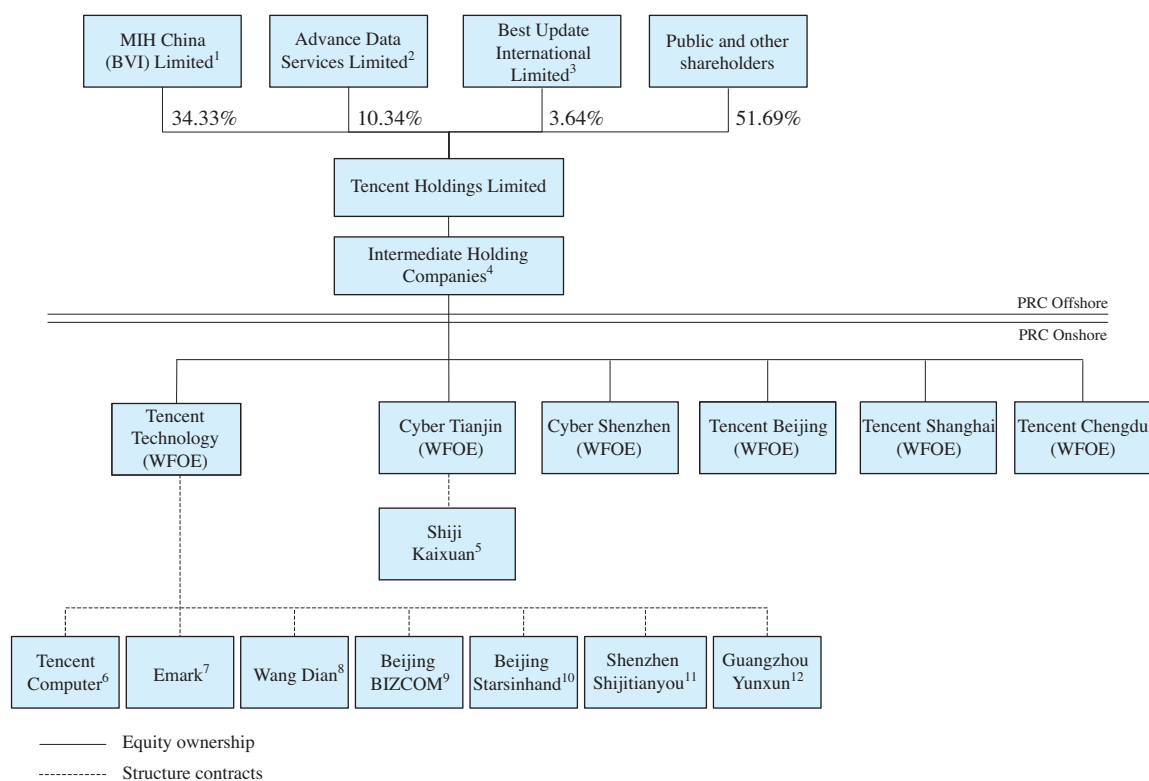 MIH China
(BVI) Limited1
Advance Data
Services Limited2
Best Update
International
Limited3
Public and other
shareholders
34.33%
10.34%
3.64%
51.69%
Tencent Holdings Limited
Intermediate Holding
Companies4
PRC Offshore
PRC Onshore
Tencent
Technology
(WFOE)
Cyber Tianjin
(WFOE)
Cyber Shenzhen
(WFOE)
Tencent Beijing
(WFOE)
Tencent Shanghai
(WFOE)
Tencent Chengdu
(WFOE)
Shiji
Kaixuan5
Tencent
Computer6
Emark7
Wang Dian8
Beijing
BIZCOM9
Beijing
Starsinhand10
Shenzhen
Shijitianyou11
Guangzhou
Yunxun12
Equity ownership
Structure contracts